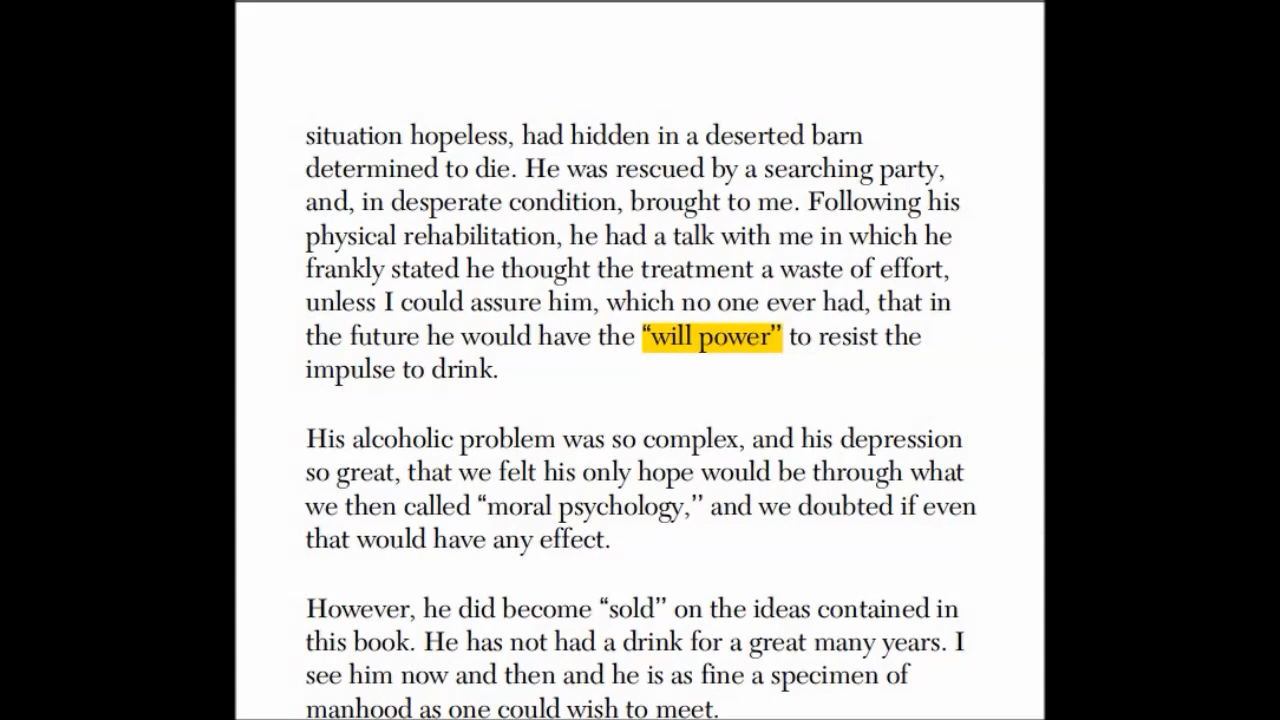 situation hopeless, had hidden in a deserted barn
determined to die. He was rescued by a searching party,
and, in desperate condition, brought to me. Following his
physical rehabilitation, he had a talk with me in which he
frankly stated he thought the treatment a waste of effort,
unless I could assure him, which no one ever had, that in
the future he would have the “will power” to resist the
impulse to drink.
His alcoholic problem was so complex, and his depression
so great, that we felt his only hope would be through what
we then called “moral psychology,” and we doubted if even
that would have any effect.
However, he did become “sold” on the ideas contained in
this book. He has not had a drink for a great many years. I
see him now and then and he is as fine a specimen of
manhood as one could wish to meet.